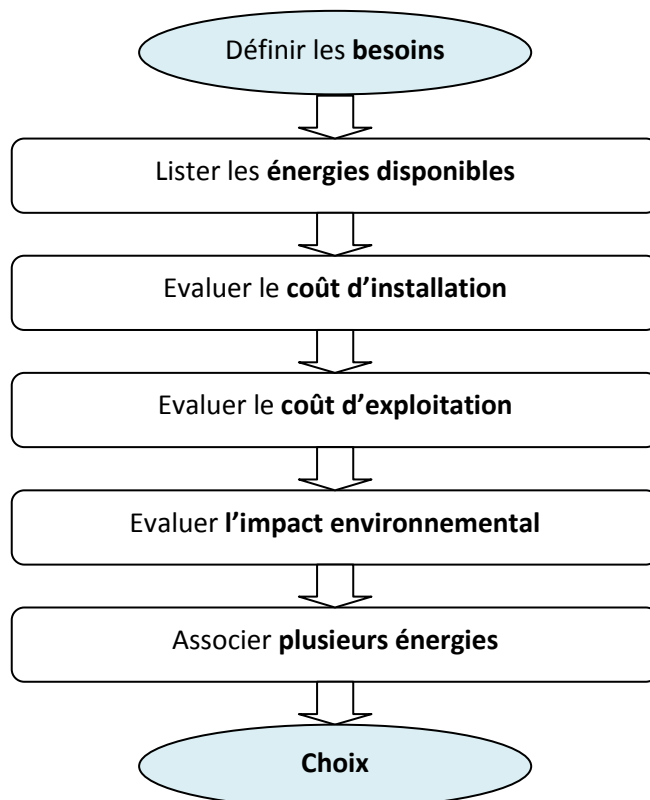 Définir les besoins
Lister les énergies disponibles
Evaluer le coût d’installation
Evaluer le coût d’exploitation
Evaluer l’impact environnemental
Associer plusieurs énergies
Choix